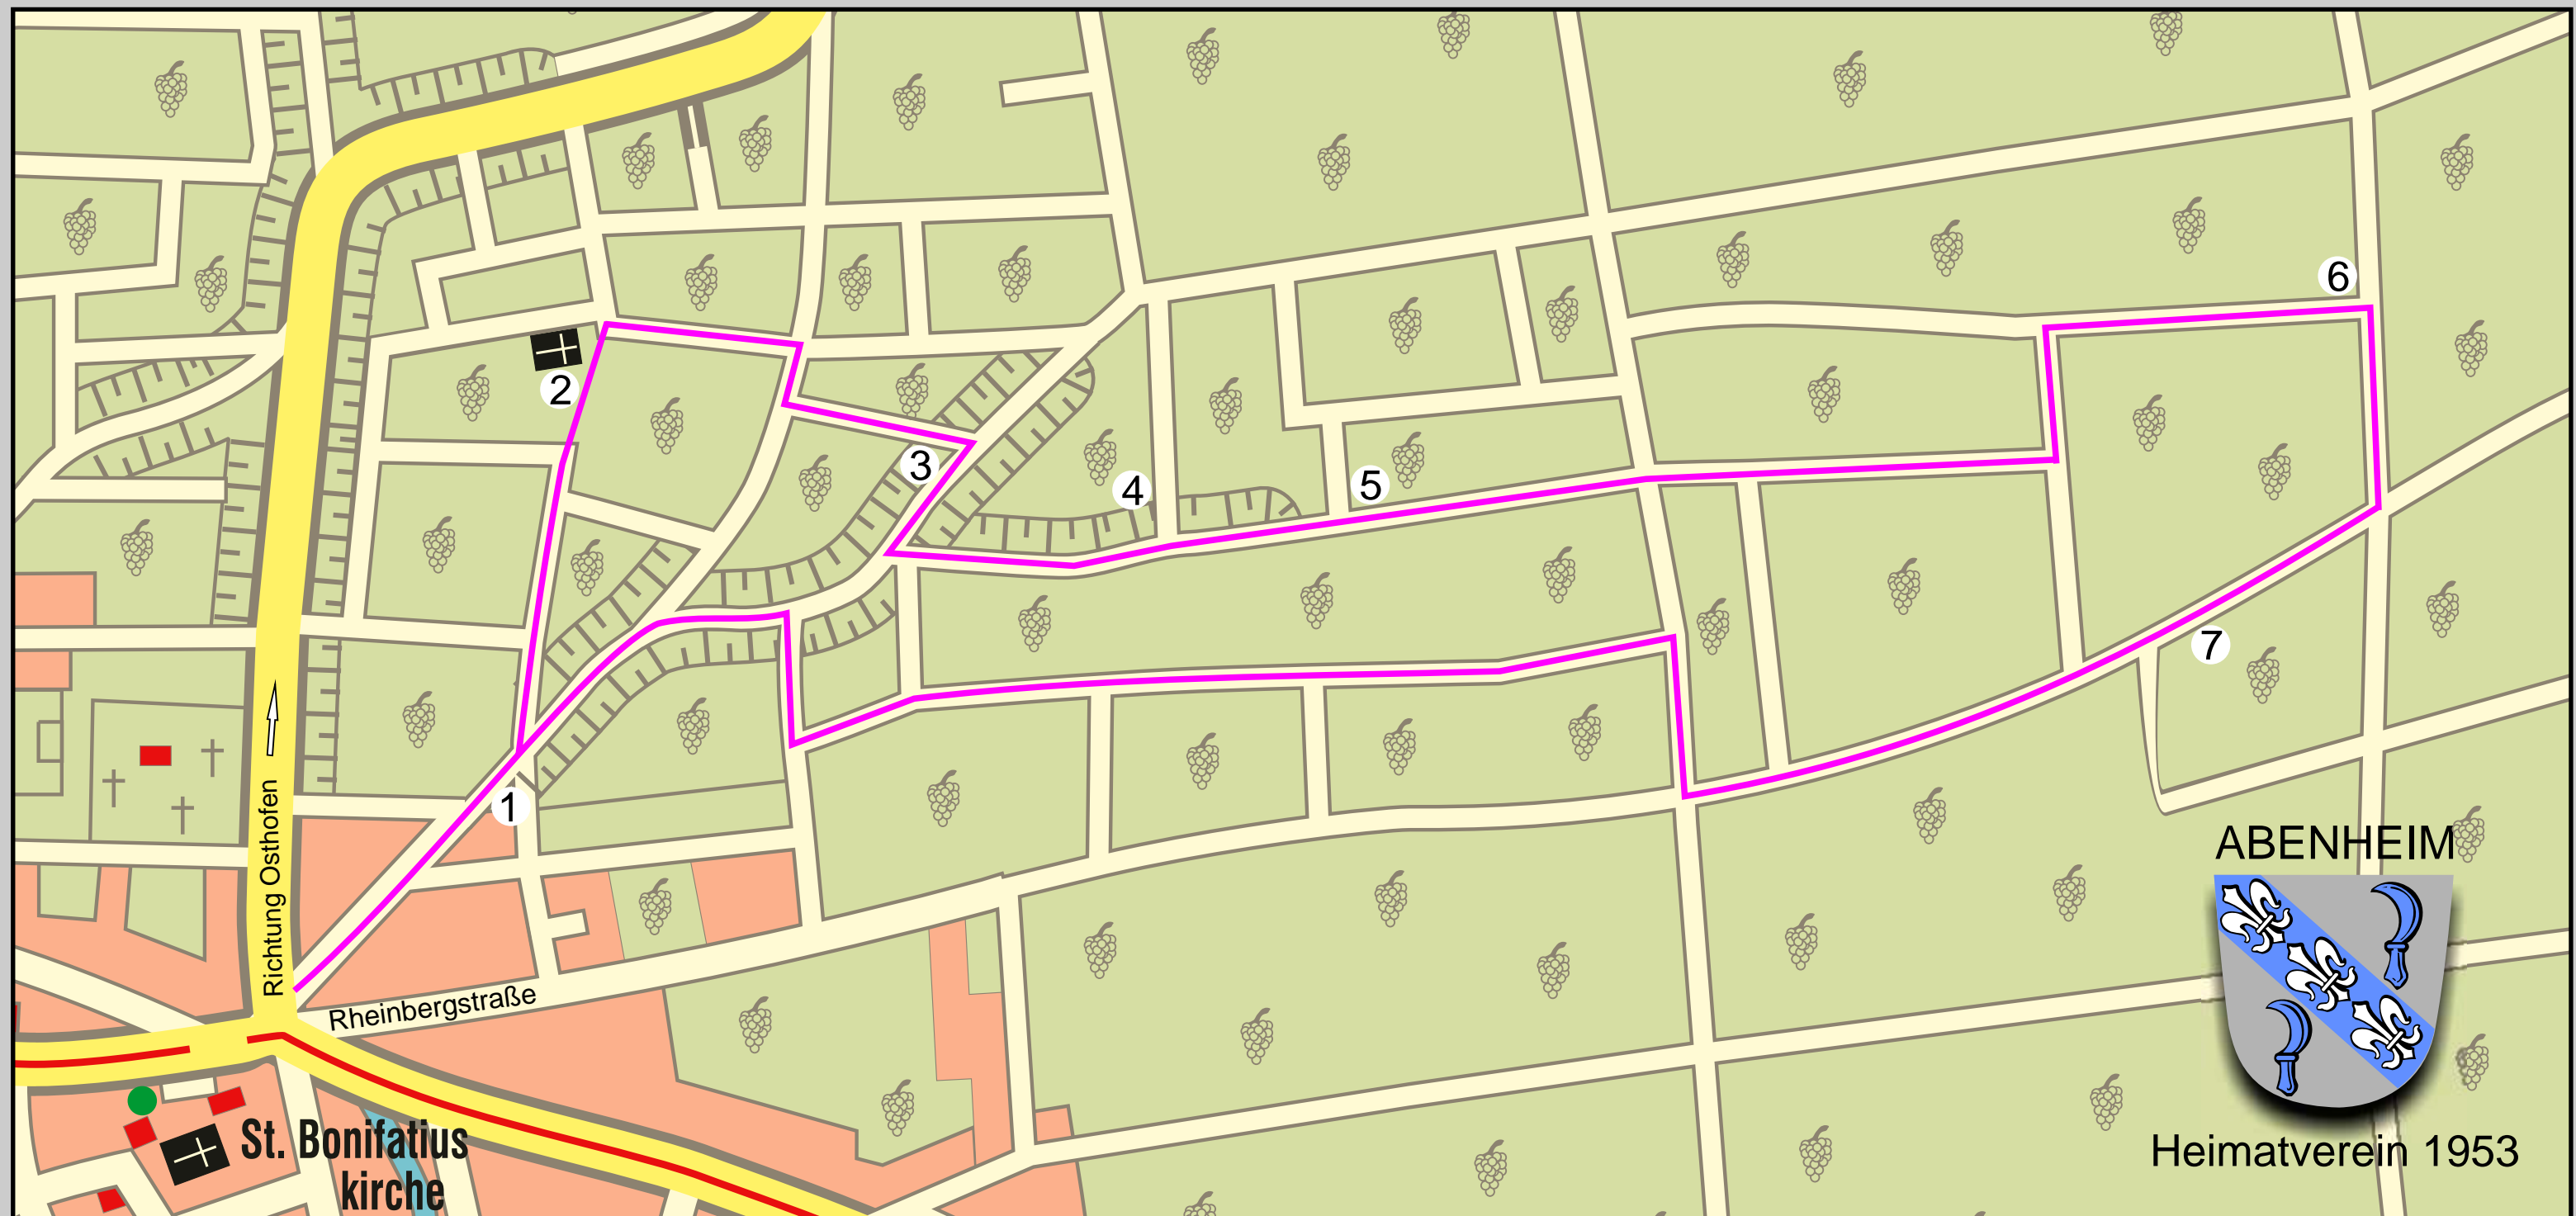 6
2
3
4
5
7
1
Richtung Osthofen
ABENHEIM
Rheinbergstraße
St. Bonifatius
kirche
Heimatverein 1953